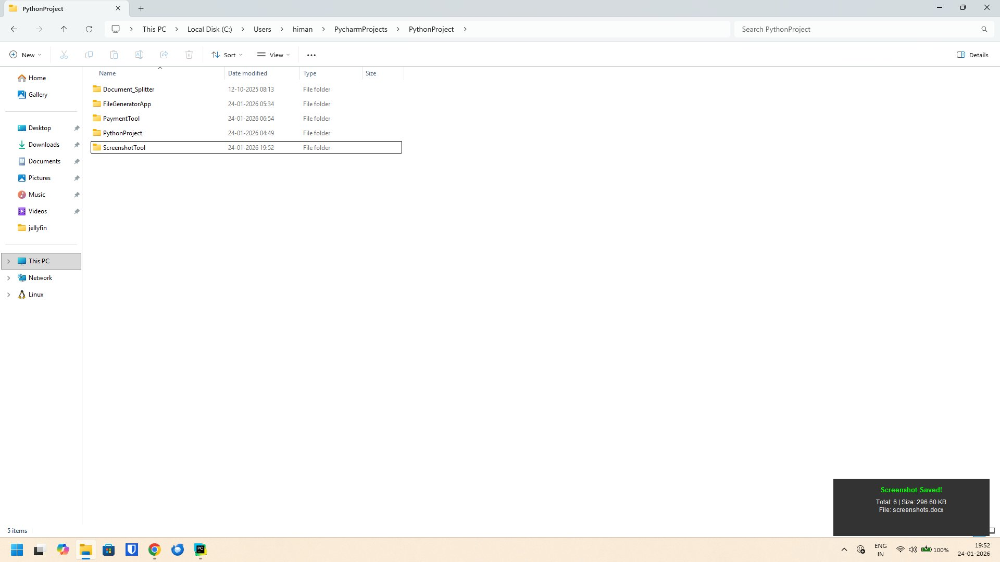 PythonProject
This PC > Local Disk (C:) > Users > himan > PycharmProjects > PythonProject >
Search PythonProject
New
Sort
View
Details
Name Date modified Type Size
Document_Splitter 12-10-2025 08:13 File folder
FileGeneratorApp 24-01-2026 05:34 File folder
PaymentTool 24-01-2026 06:54 File folder
PythonProject 24-01-2026 04:49 File folder
ScreenshotTool 24-01-2026 19:52 File folder
Home
Gallery
Desktop
Downloads
Documents
Pictures
Music
Videos
jellyfin
This PC
Network
Linux
Screenshot Saved!
Total: 6 | Size: 296.60 KB
File: screenshots.docx
5 items
PC
ENG
IN
100%
19:52
24-01-2026